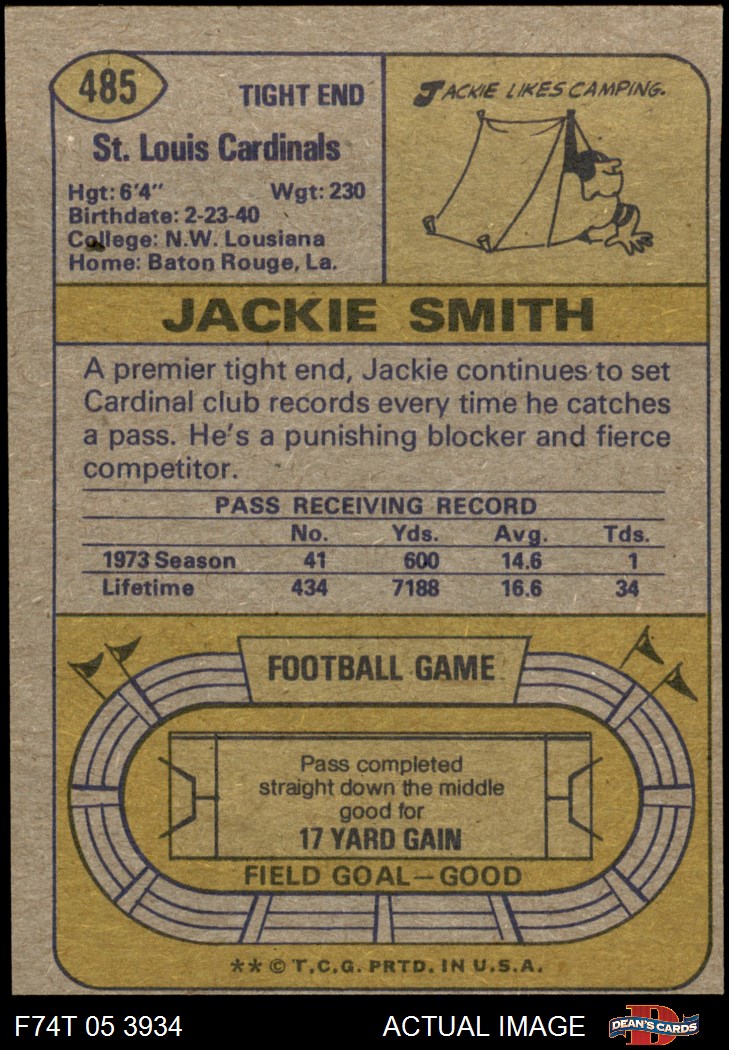 485
TIGHT END
St. Louis Cardinals
Hgt: 6'4" Wgt: 230
Birthdate: 2-23-40
College: N.W. Lousiana
Home: Baton Rouge, La.
JACKIE LIKES CAMPING.
JACKIE SMITH
A premier tight end, Jackie continues to set
Cardinal club records every time he catches
a pass. He's a punishing blocker and fierce
competitor.
PASS RECEIVING RECORD
No. Yds. Avg. Tds.
1973 Season 41 600 14.6 1
Lifetime 434 7188 16.6 34
FOOTBALL GAME
Pass completed
straight down the middle
good for
17 YARD GAIN
FIELD GOAL—GOOD
** © T.C.G. PRTD. IN U.S.A.
F74T 05 3934 ACTUAL IMAGE D DEAN'S CARDS